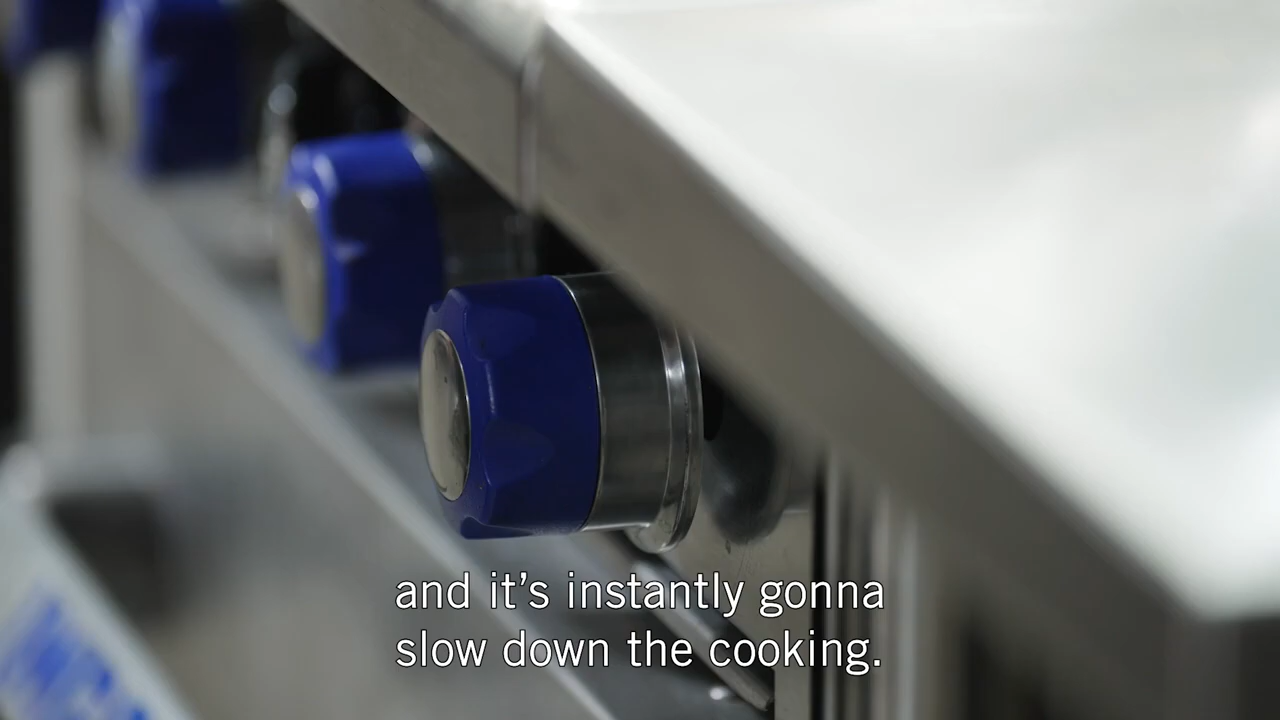 and it’s instantly gonna
slow down the cooking.